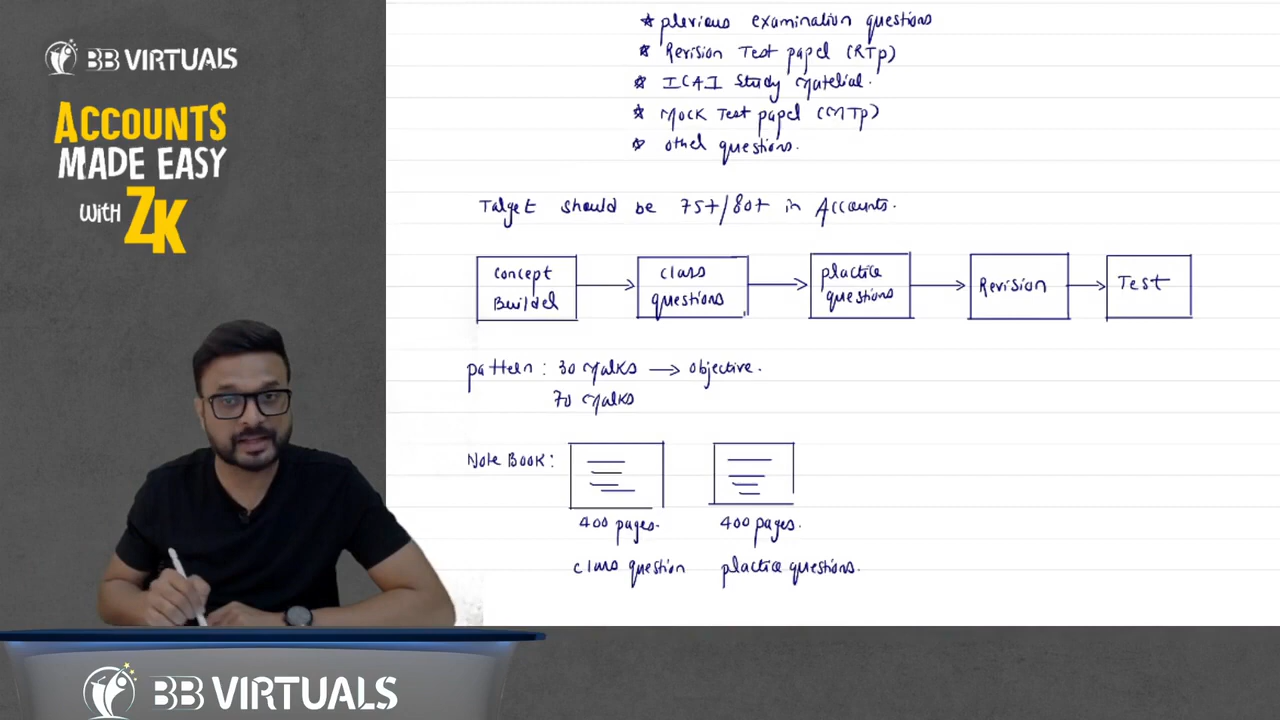 BB VIRTUALS
ACCOUNTS
MADE EASY
WITH ZK
* previous examination questions
* Revision Test paper (RTP)
* ICAI Study Material.
* Mock Test paper (MTP)
* other questions.
Target should be 75+/80+ in Accounts.
Concept Builder → class questions → practice questions → Revision → Test
pattern : 30 Marks → objective.
70 Marks
Note Book :
400 pages. 400 pages.
class question practice questions.
BB VIRTUALS